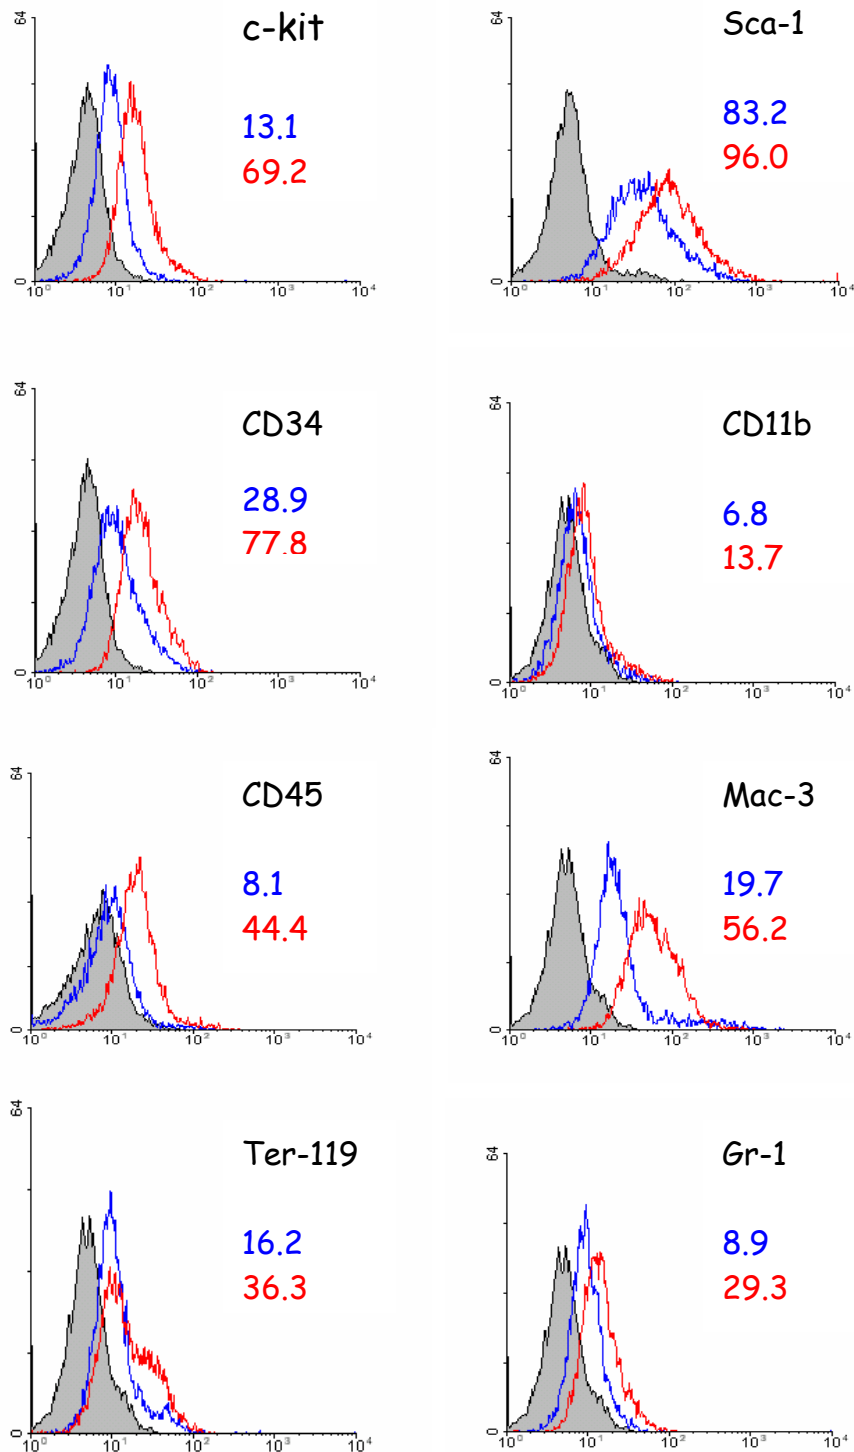 c-kit
13.1
69.2
64
0
10⁰ 10¹ 10² 10³ 10⁴
Sca-1
83.2
96.0
64
0
10⁰ 10¹ 10² 10³ 10⁴
CD34
28.9
77.8
64
0
10⁰ 10¹ 10² 10³ 10⁴
CD11b
6.8
13.7
64
0
10⁰ 10¹ 10² 10³ 10⁴
CD45
8.1
44.4
64
0
10⁰ 10¹ 10² 10³ 10⁴
Mac-3
19.7
56.2
64
0
10⁰ 10¹ 10² 10³ 10⁴
Ter-119
16.2
36.3
64
0
10⁰ 10¹ 10² 10³ 10⁴
Gr-1
8.9
29.3
64
0
10⁰ 10¹ 10² 10³ 10⁴